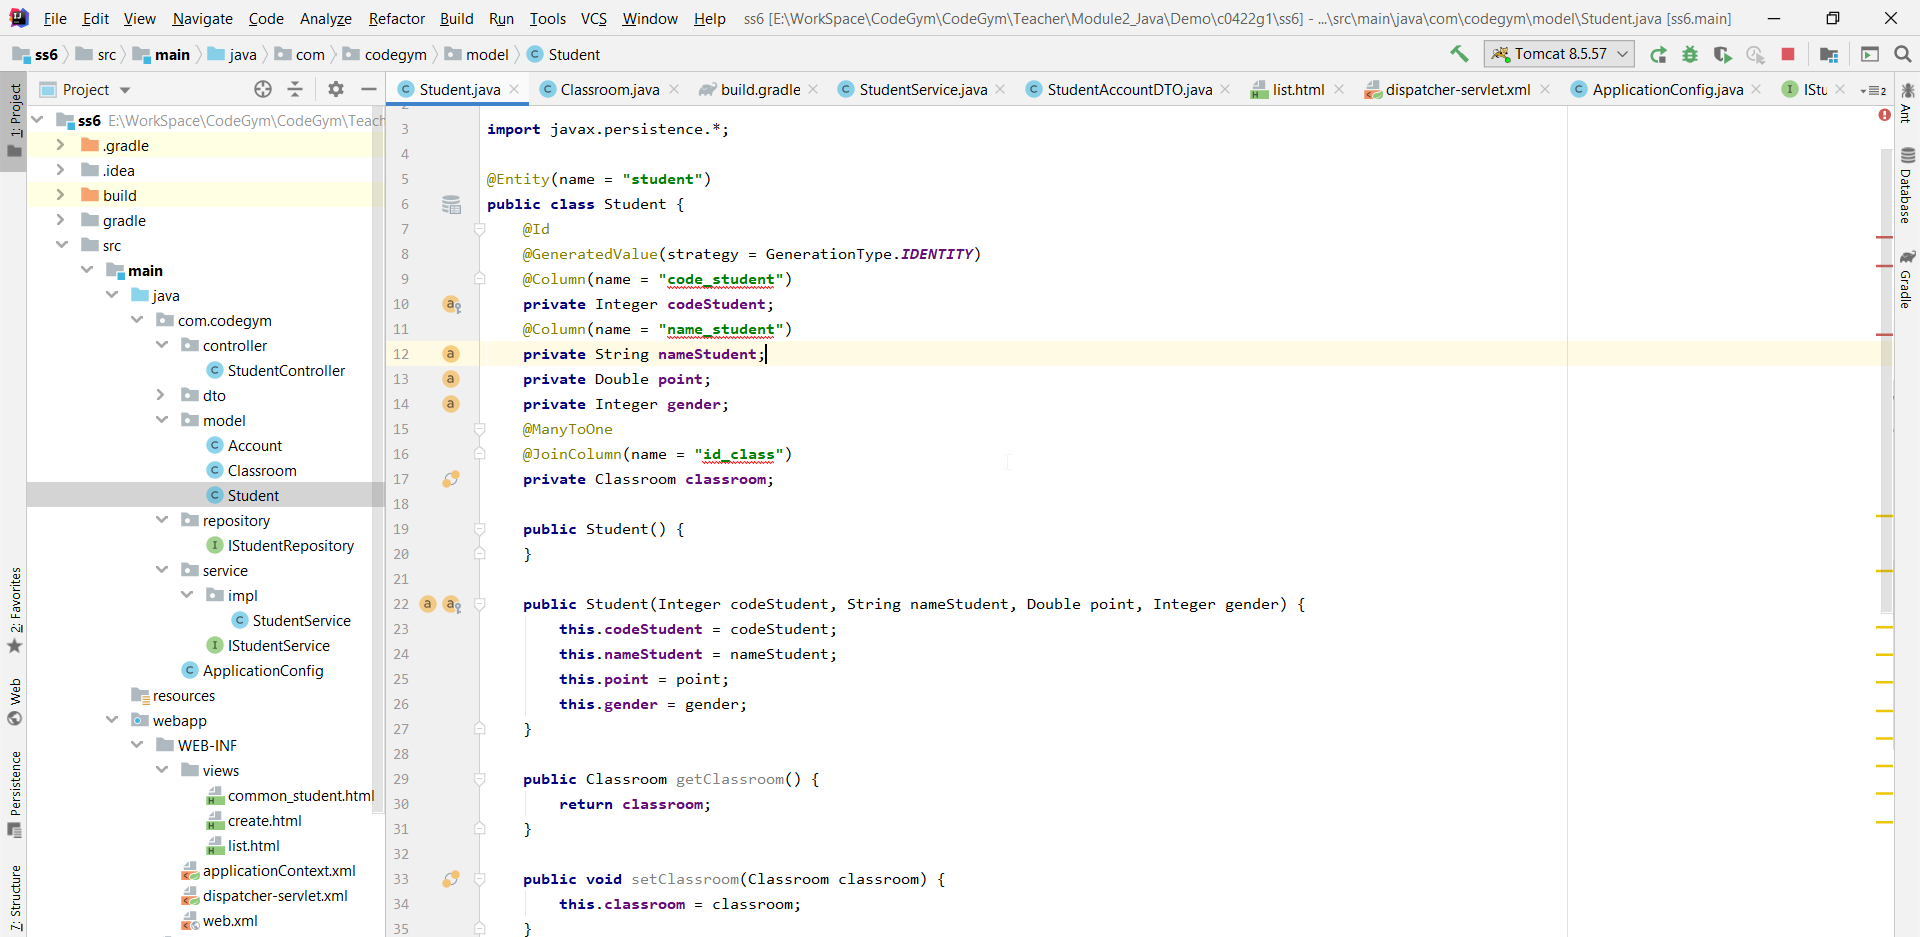 File Edit View Navigate Code Analyze Refactor Build Run Tools VCS Window Help ss6 [E:\WorkSpace\CodeGym\CodeGym\Teacher\Module2_Java\Demo\c0422g1\ss6] - ...\src\main\java\com\codegym\model\Student.java [ss6.main]
ss6 src main java com codegym model Student Tomcat 8.5.57
Project Student.java Classroom.java build.gradle StudentService.java StudentAccountDTO.java list.html dispatcher-servlet.xml ApplicationConfig.java IStu 2
1: Project
2: Favorites
Web
Persistence
7: Structure
ss6 E:\WorkSpace\CodeGym\CodeGym\Teach
.gradle
.idea
build
gradle
src
main
java
com.codegym
controller
StudentController
dto
model
Account
Classroom
Student
repository
IStudentRepository
service
impl
StudentService
IStudentService
ApplicationConfig
resources
webapp
WEB-INF
views
common_student.html
create.html
list.html
applicationContext.xml
dispatcher-servlet.xml
web.xml
3 import javax.persistence.*;
4
5 @Entity(name = "student")
6 public class Student {
7 @Id
8 @GeneratedValue(strategy = GenerationType.IDENTITY)
9 @Column(name = "code_student")
10 private Integer codeStudent;
11 @Column(name = "name_student")
12 private String nameStudent;
13 private Double point;
14 private Integer gender;
15 @ManyToOne
16 @JoinColumn(name = "id_class")
17 private Classroom classroom;
18
19 public Student() {
20 }
21
22 public Student(Integer codeStudent, String nameStudent, Double point, Integer gender) {
23 this.codeStudent = codeStudent;
24 this.nameStudent = nameStudent;
25 this.point = point;
26 this.gender = gender;
27 }
28
29 public Classroom getClassroom() {
30 return classroom;
31 }
32
33 public void setClassroom(Classroom classroom) {
34 this.classroom = classroom;
35 }
Ant
Database
Gradle